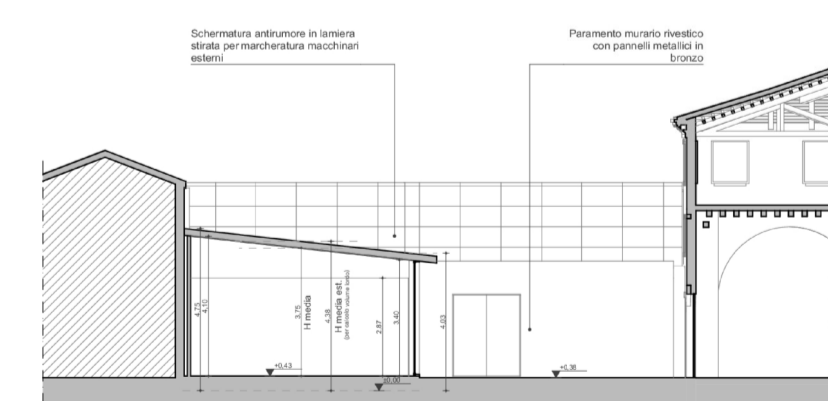 Schermatura antirumore in lamiera
stirata per marcheratura macchinari
esterni
Paramento murario rivestico
con pannelli metallici in
bronzo
4.75
4.10
3.75
H media
4.38
H media est.
(per calcolo volume lordo)
2.87
3.40
4.03
+0.43
±0.00
+0.38